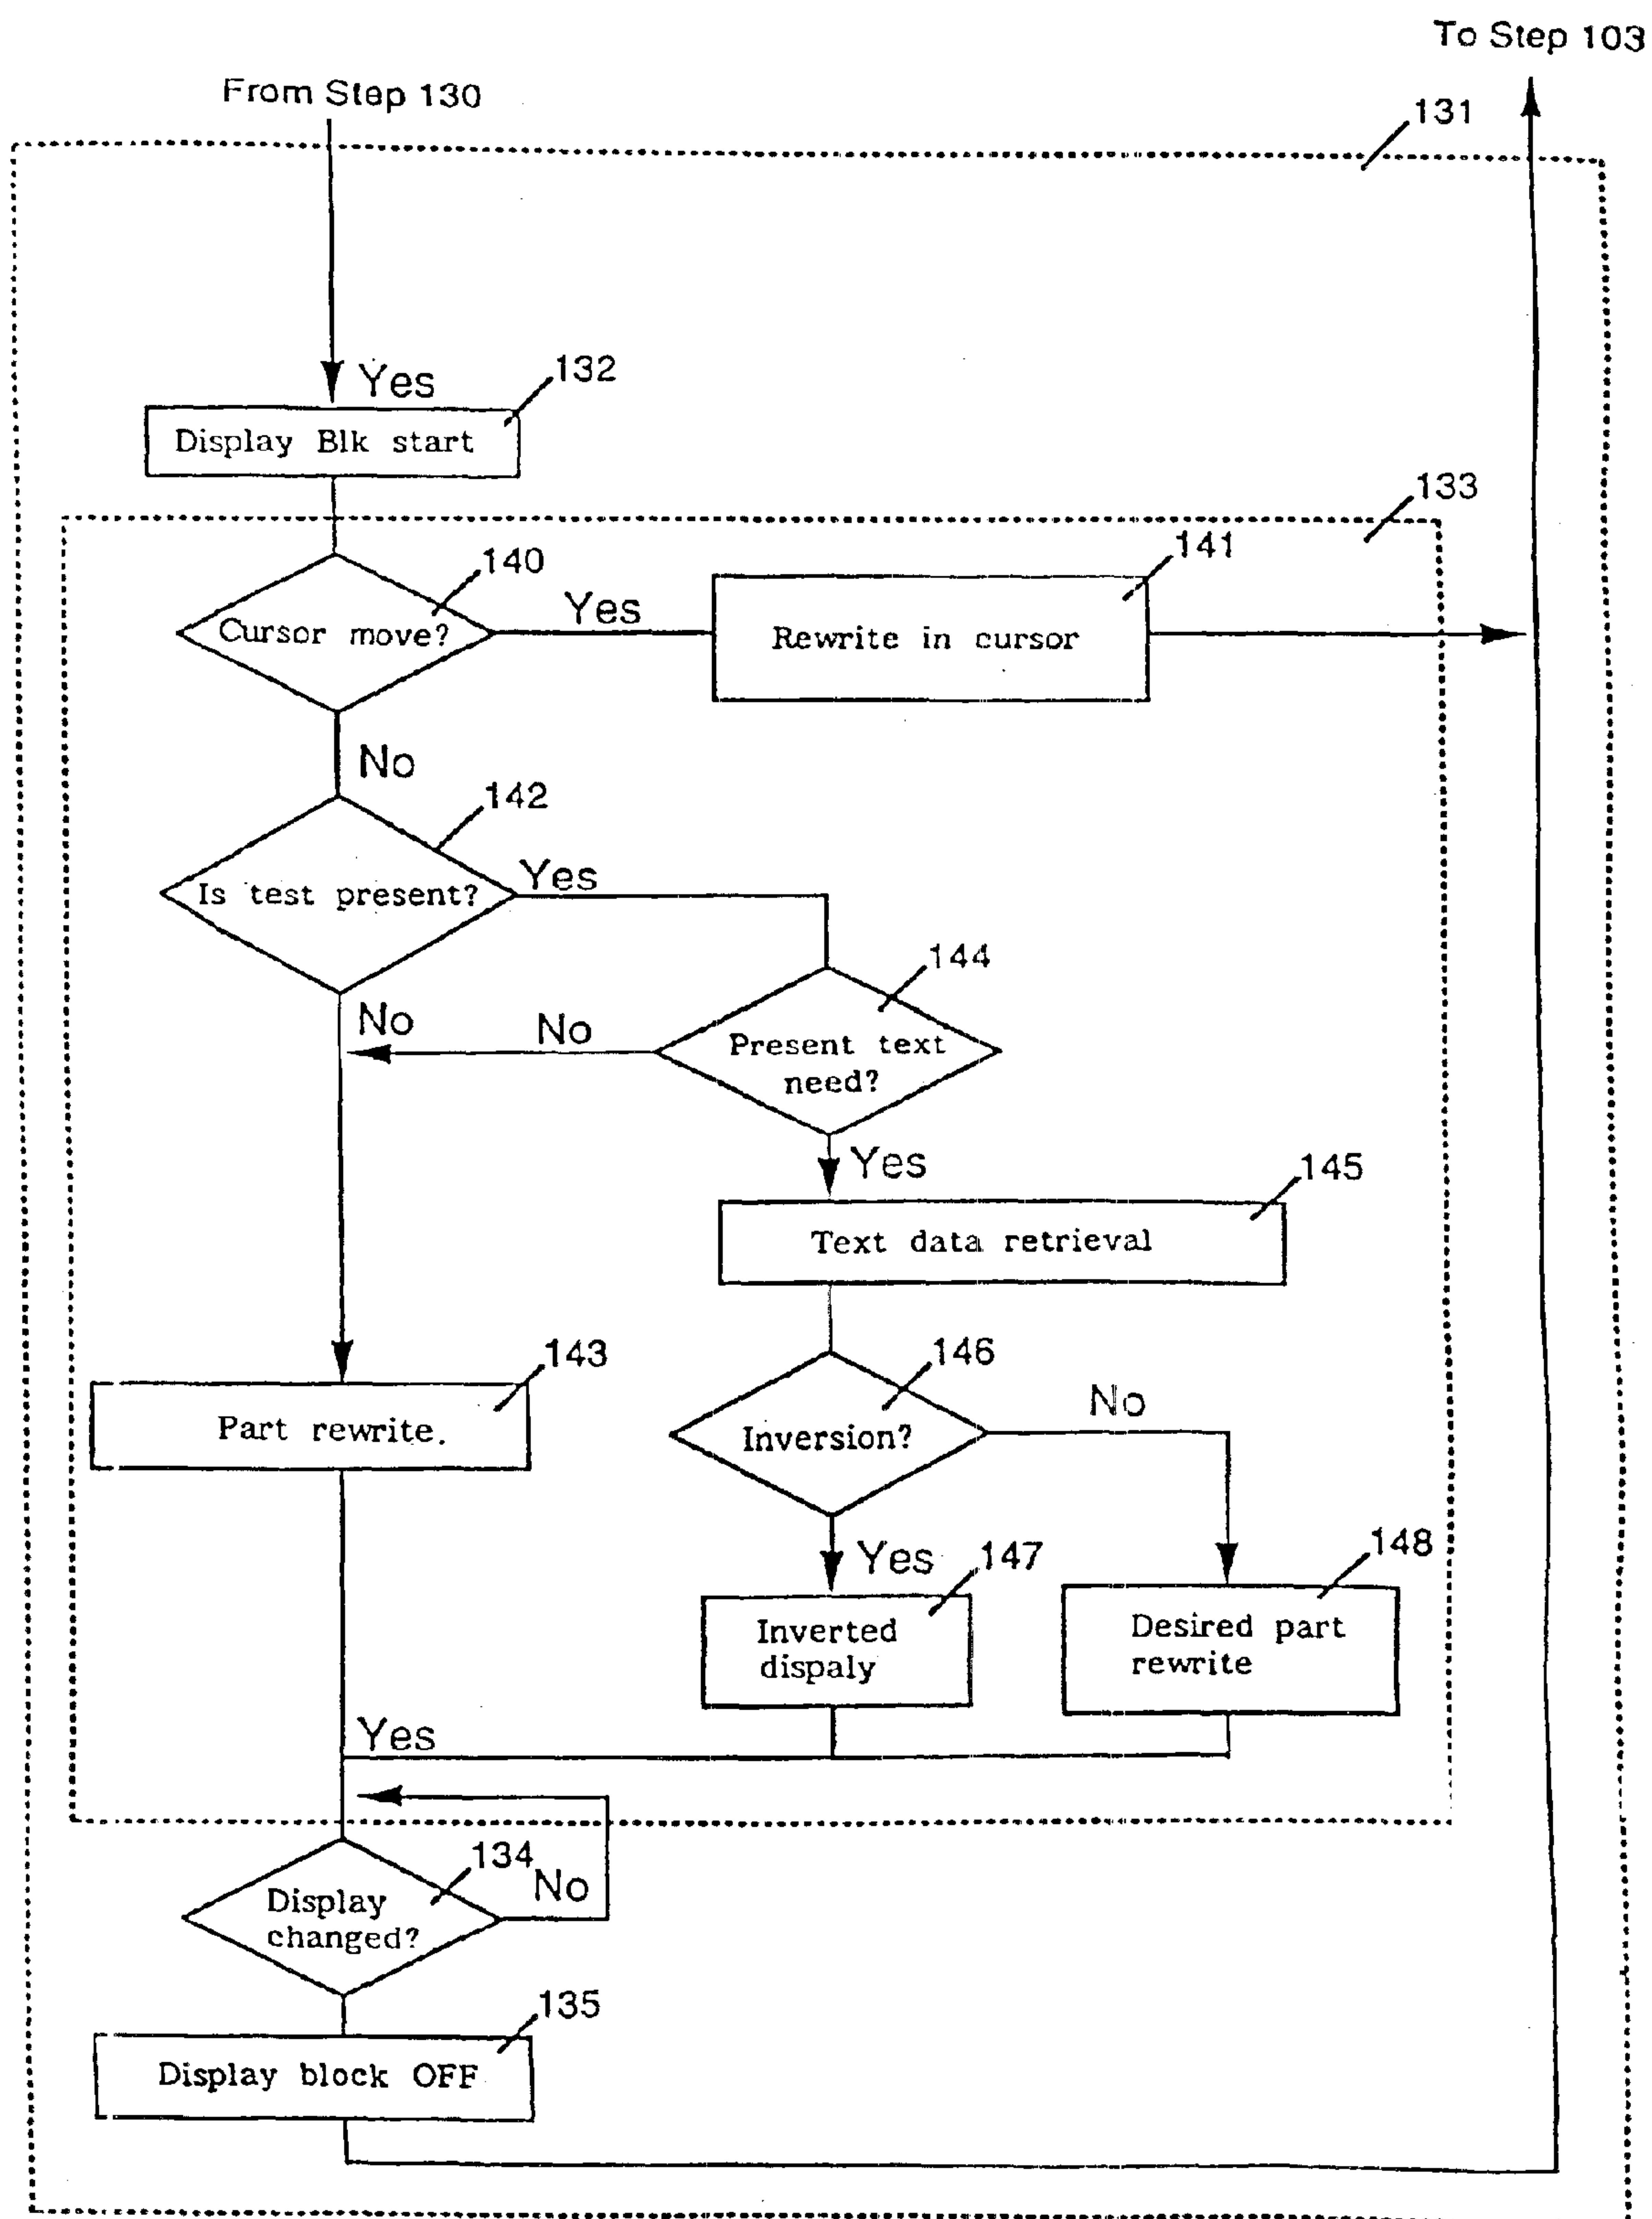 To Step 103
From Step 130
131
Yes
132
Display Blk start
133
140
141
Cursor move?
Yes
Rewrite in cursor
No
142
Is test present?
Yes
144
No
No
Present text
need?
Yes
145
Text data retrieval
143
146
Part rewrite.
Inversion?
No
Yes
147
148
Inverted
dispaly
Desired part
rewrite
Yes
134
No
Display
changed?
135
Display block OFF